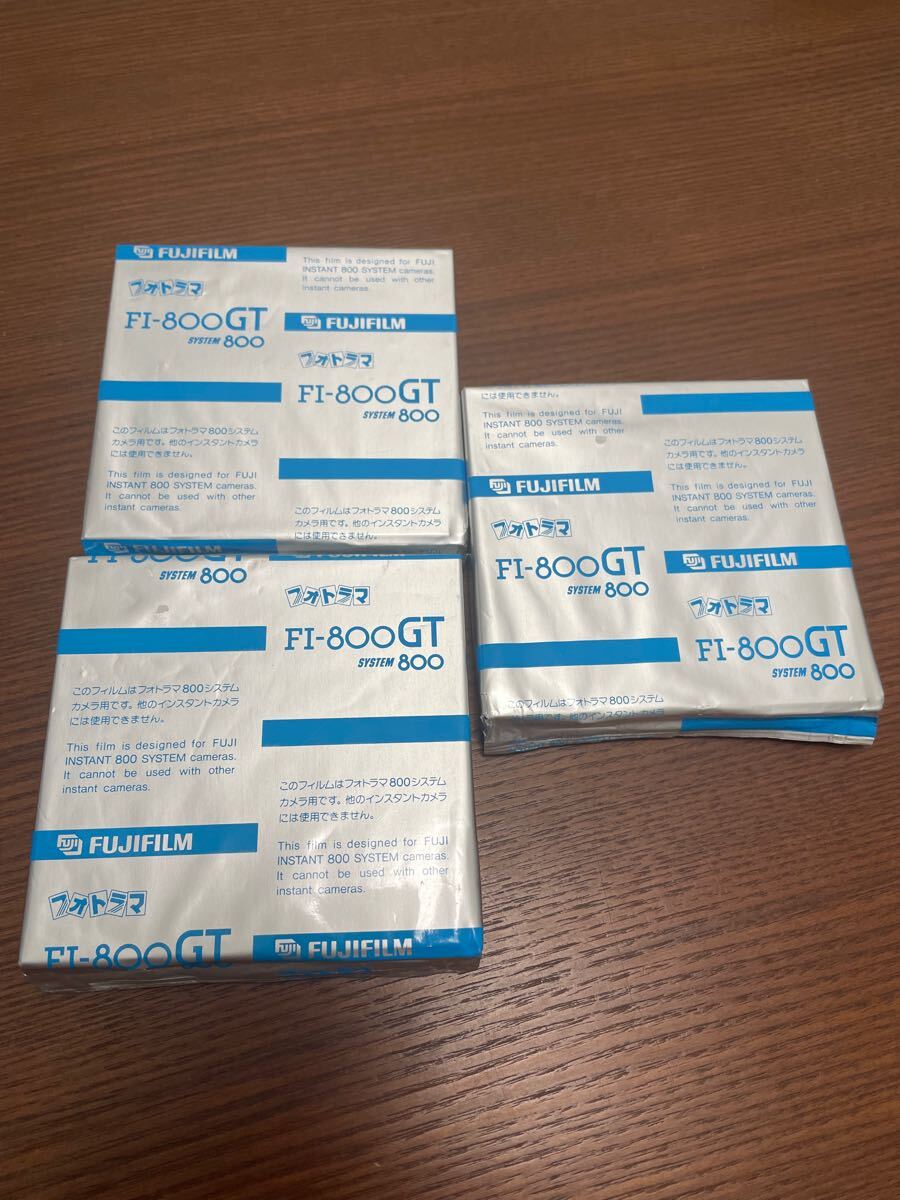 FUJIFILM
フォトラマ
FI-800GT
SYSTEM 800
このフィルムはフォトラマ800システム
カメラ用です。他のインスタントカメラ
には使用できません。
This film is designed for FUJI
INSTANT 800 SYSTEM cameras.
It cannot be used with other
instant cameras.
This film is designed for FUJI
INSTANT 800 SYSTEM cameras.
It cannot be used with other
instant cameras.
FUJIFILM
フォトラマ
FI-800GT
SYSTEM 800
このフィルムはフォトラマ800システム
カメラ用です。他のインスタントカメラ
には使用できません。
には使用できません。
This film is designed for FUJI
INSTANT 800 SYSTEM cameras.
It cannot be used with other
instant cameras.
FUJIFILM
フォトラマ
FI-800GT
SYSTEM 800
このフィルムはフォトラマ800システム
カメラ用です。他のインスタントカメラ
には使用できません。
This film is designed for FUJI
INSTANT 800 SYSTEM cameras.
It cannot be used with other
instant cameras.
FUJIFILM
フォトラマ
FI-800GT
SYSTEM 800
このフィルムはフォトラマ800システム
FUJIFILM
FI-800GT
SYSTEM 800
このフィルムはフォトラマ800システム
カメラ用です。他のインスタントカメラ
には使用できません。
This film is designed for FUJI
INSTANT 800 SYSTEM cameras.
It cannot be used with other
instant cameras.
FUJIFILM
フォトラマ
FI-800GT
フォトラマ
FI-800GT
SYSTEM 800
このフィルムはフォトラマ800システム
カメラ用です。他のインスタントカメラ
には使用できません。
This film is designed for FUJI
INSTANT 800 SYSTEM cameras.
It cannot be used with other
instant cameras.
FUJIFILM